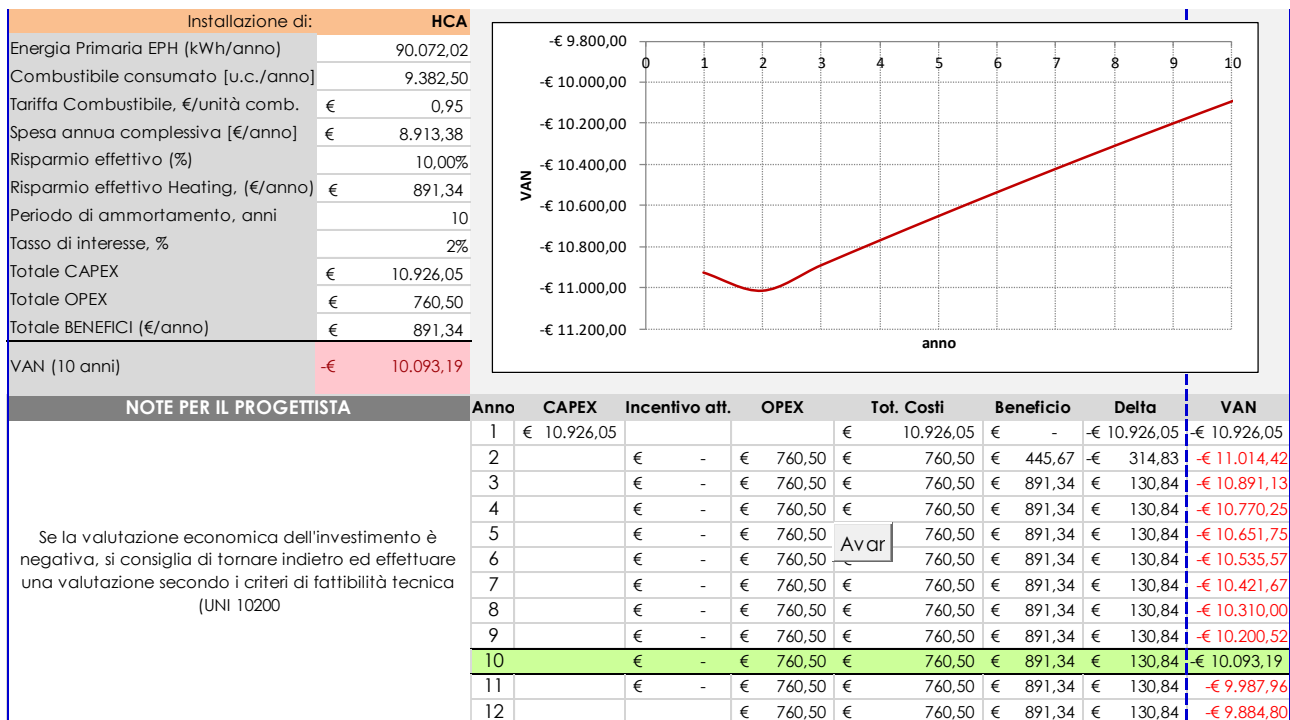 Installazione di: HCA
Energia Primaria EPH (kWh/anno) 90.072,02
Combustibile consumato [u.c./anno] 9.382,50
Tariffa Combustibile, €/unità comb. € 0,95
Spesa annua complessiva [€/anno] € 8.913,38
Risparmio effettivo (%) 10,00%
Risparmio effettivo Heating, (€/anno) € 891,34
Periodo di ammortamento, anni 10
Tasso di interesse, % 2%
Totale CAPEX € 10.926,05
Totale OPEX € 760,50
Totale BENEFICI (€/anno) € 891,34
VAN (10 anni) -€ 10.093,19
-€ 9.800,00
0 1 2 3 4 5 6 7 8 9 10
-€ 10.000,00
-€ 10.200,00
-€ 10.400,00
-€ 10.600,00
-€ 10.800,00
-€ 11.000,00
-€ 11.200,00
VAN
anno
NOTE PER IL PROGETTISTA
Se la valutazione economica dell'investimento è
negativa, si consiglia di tornare indietro ed effettuare
una valutazione secondo i criteri di fattibilità tecnica
(UNI 10200
Anno CAPEX Incentivo att. OPEX Tot. Costi Beneficio Delta VAN
1 € 10.926,05 € 10.926,05 € - -€ 10.926,05 -€ 10.926,05
2 € - € 760,50 € 760,50 € 445,67 -€ 314,83 -€ 11.014,42
3 € - € 760,50 € 760,50 € 891,34 € 130,84 -€ 10.891,13
4 € - € 760,50 € 760,50 € 891,34 € 130,84 -€ 10.770,25
5 € - € 760,50 760,50 € 891,34 € 130,84 -€ 10.651,75
Avar
6 € - € 760,50 760,50 € 891,34 € 130,84 -€ 10.535,57
7 € - € 760,50 € 760,50 € 891,34 € 130,84 -€ 10.421,67
8 € - € 760,50 € 760,50 € 891,34 € 130,84 -€ 10.310,00
9 € - € 760,50 € 760,50 € 891,34 € 130,84 -€ 10.200,52
10 € - € 760,50 € 760,50 € 891,34 € 130,84 -€ 10.093,19
11 € - € 760,50 € 760,50 € 891,34 € 130,84 -€ 9.987,96
12 € 760,50 € 760,50 € 891,34 € 130,84 -€ 9.884,80